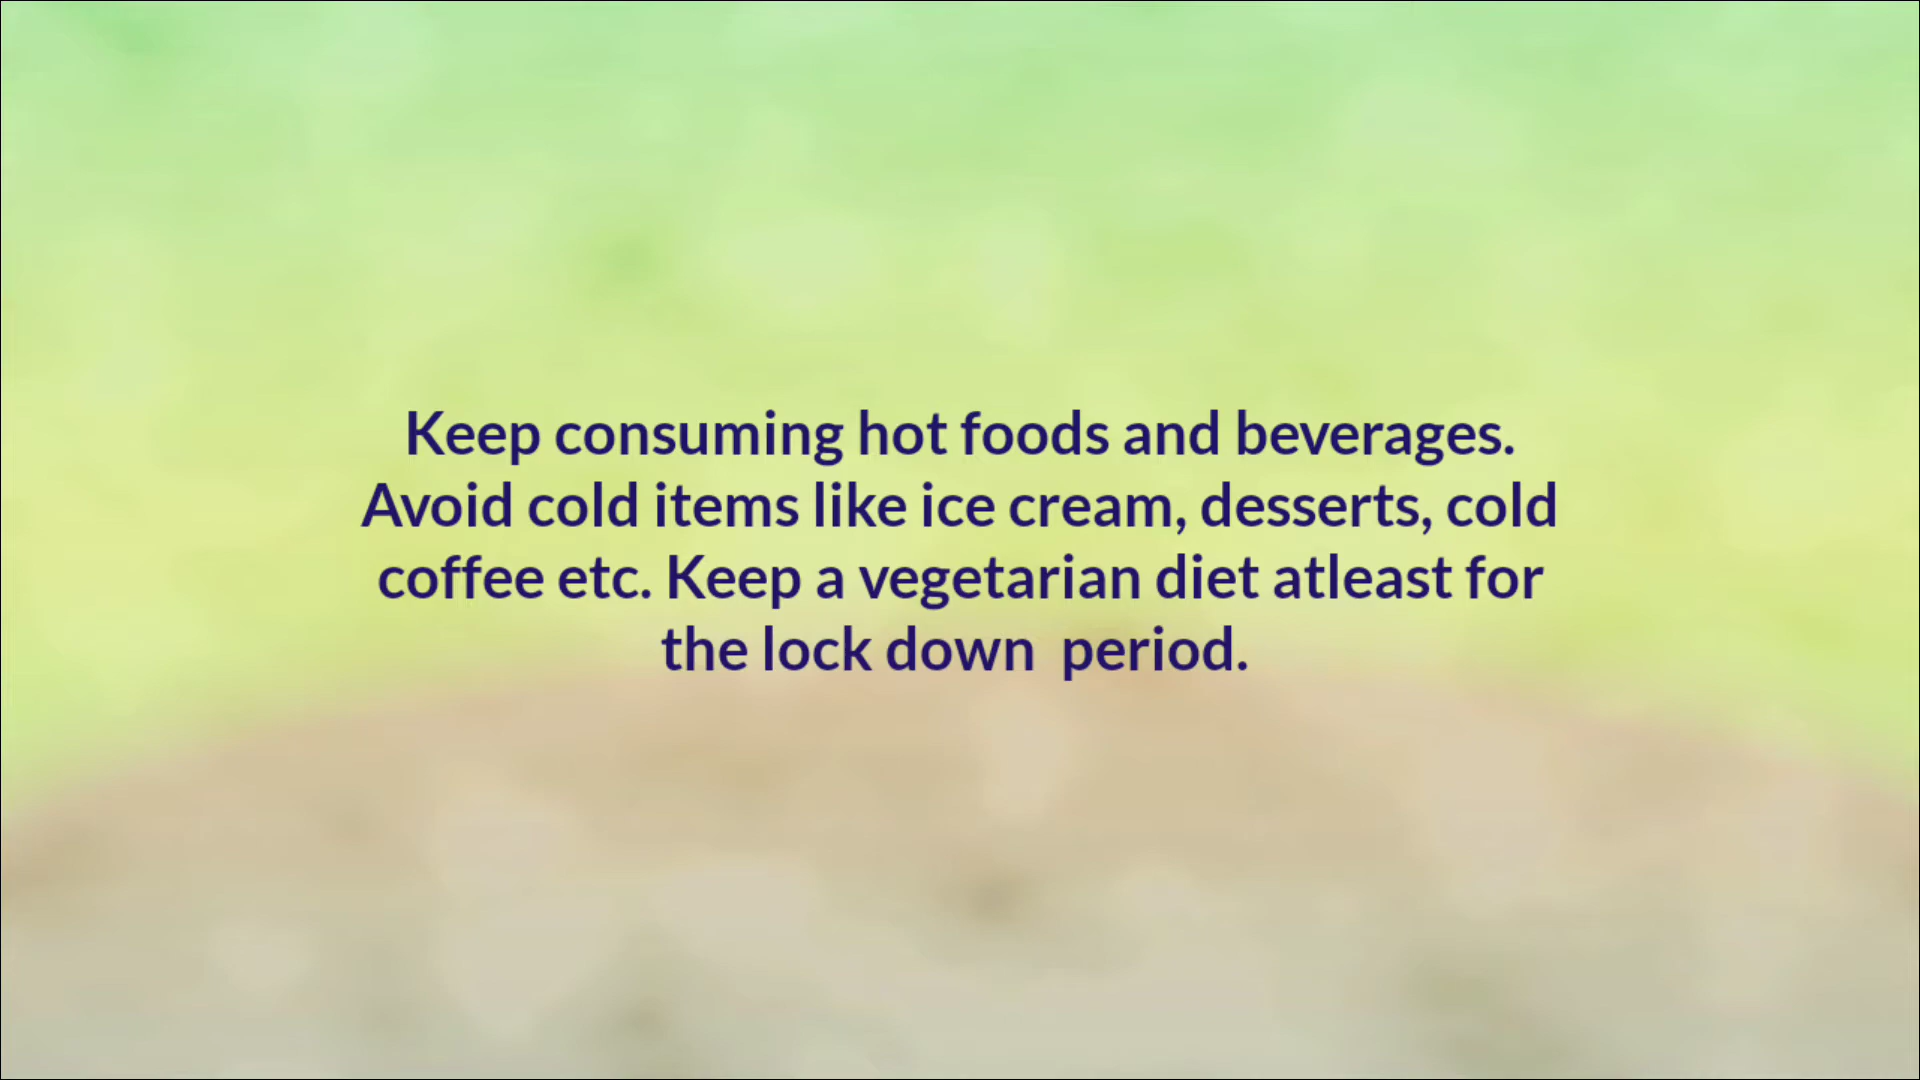 Keep consuming hot foods and beverages.
Avoid cold items like ice cream, desserts, cold
coffee etc. Keep a vegetarian diet atleast for
the lock down  period.